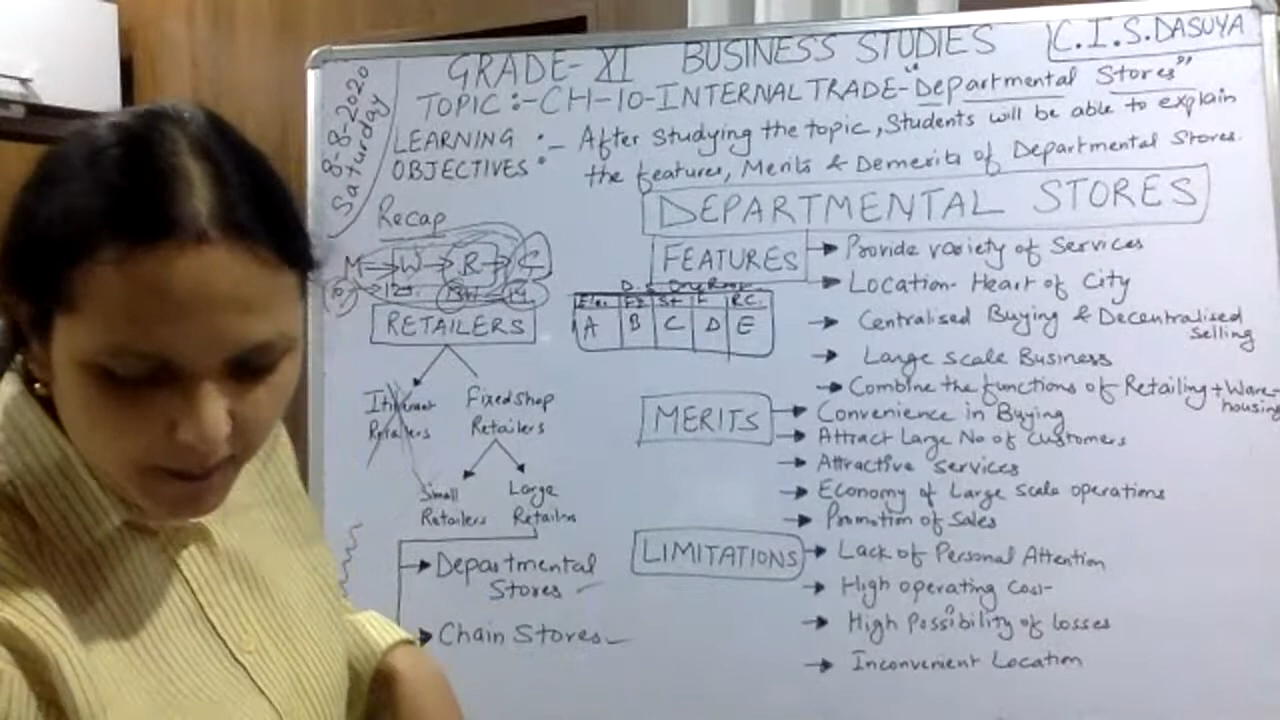 8-8-2020
Saturday
GRADE-XI BUSINESS STUDIES
C.I.S.DASUYA
TOPIC :- CH-10-INTERNAL TRADE-"Departmental Stores"
LEARNING OBJECTIVES :- After studying the topic, Students will be able to explain
the features, Merits & Demerits of Departmental Stores.
Recap
M W R C
RETAILERS
Itinerant
Retailers
Fixed Shop
Retailers
Small
Retailers
Large
Retailers
Departmental
Stores
Chain Stores
DEPARTMENTAL STORES
FEATURES
Provide variety of Services
Location- Heart of City
Centralised Buying & Decentralised
Selling
Large Scale Business
Combine the functions of Retailing + Ware-
housing
A B C D E
MERITS
Convenience in Buying
Attract Large No of customers
Attractive services
Economy of Large scale operations
Promotion of Sales
LIMITATIONS
Lack of Personal Attention
High operating Cost
High Possibility of losses
Inconvenient Location